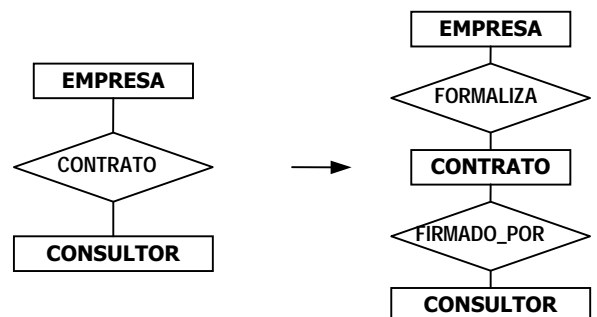 EMPRESA
CONTRATO
CONSULTOR
EMPRESA
FORMALIZA
CONTRATO
FIRMADO_POR
CONSULTOR